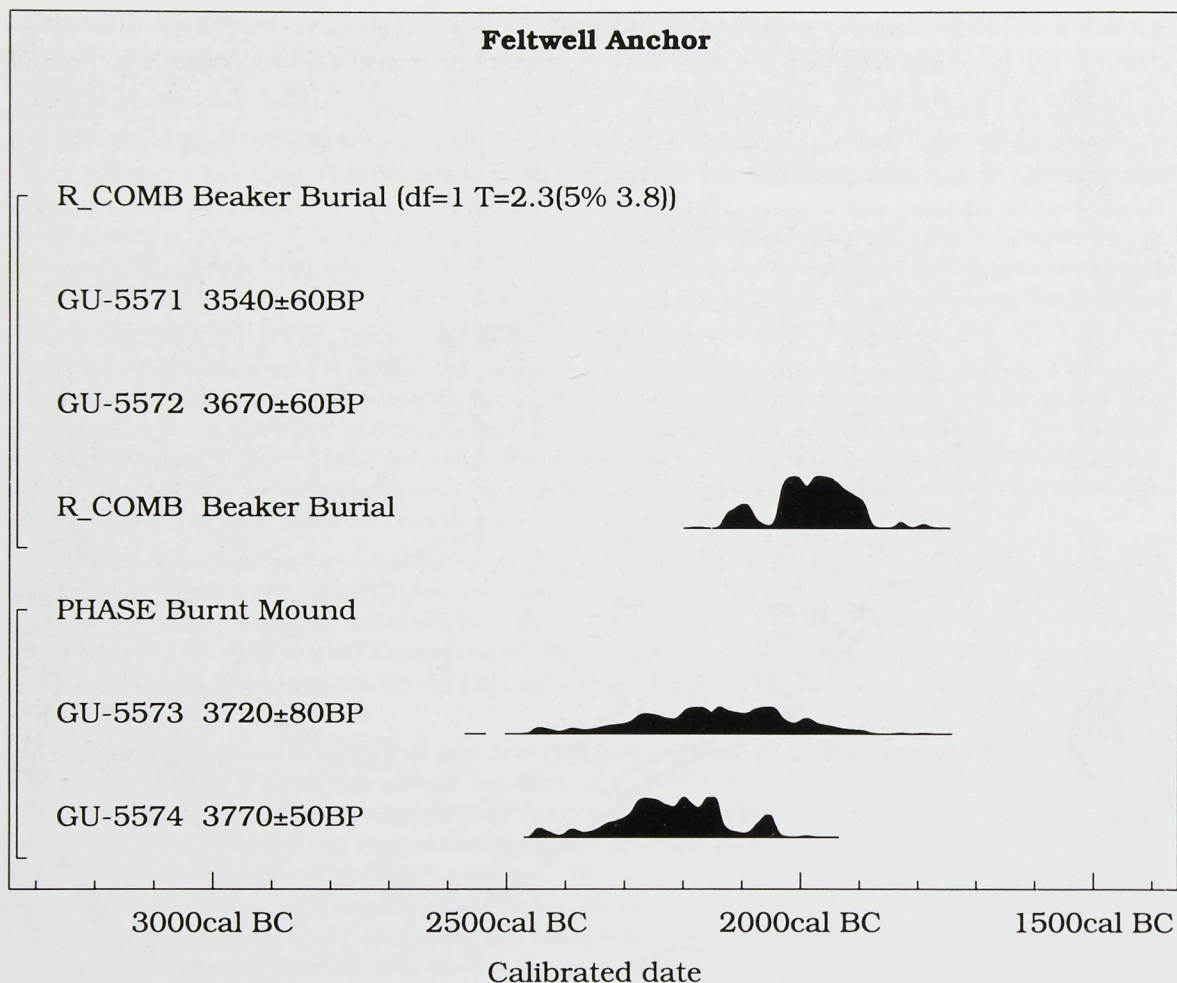 Feltwell Anchor
R_COMB Beaker Burial (df=1 T=2.3(5% 3.8))
GU-5571 3540±60BP
GU-5572 3670±60BP
R_COMB Beaker Burial
PHASE Burnt Mound
GU-5573 3720±80BP
GU-5574 3770±50BP
3000cal BC 2500cal BC 2000cal BC 1500cal BC
Calibrated date